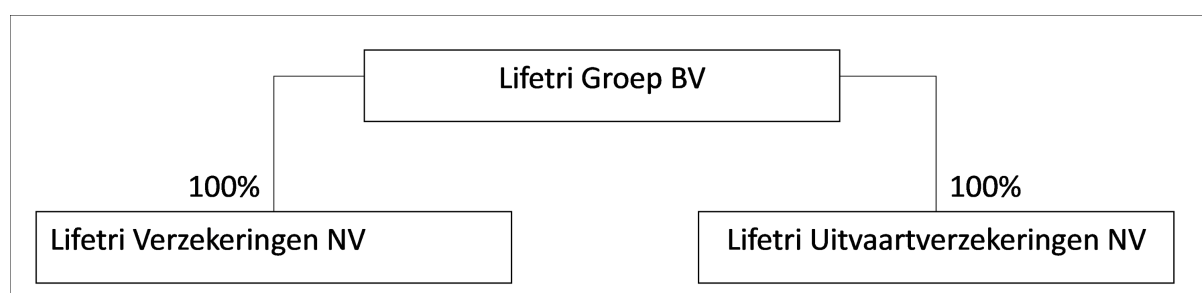 Lifetri Groep BV
100%
100%
Lifetri Verzekeringen NV
Lifetri Uitvaartverzekeringen NV